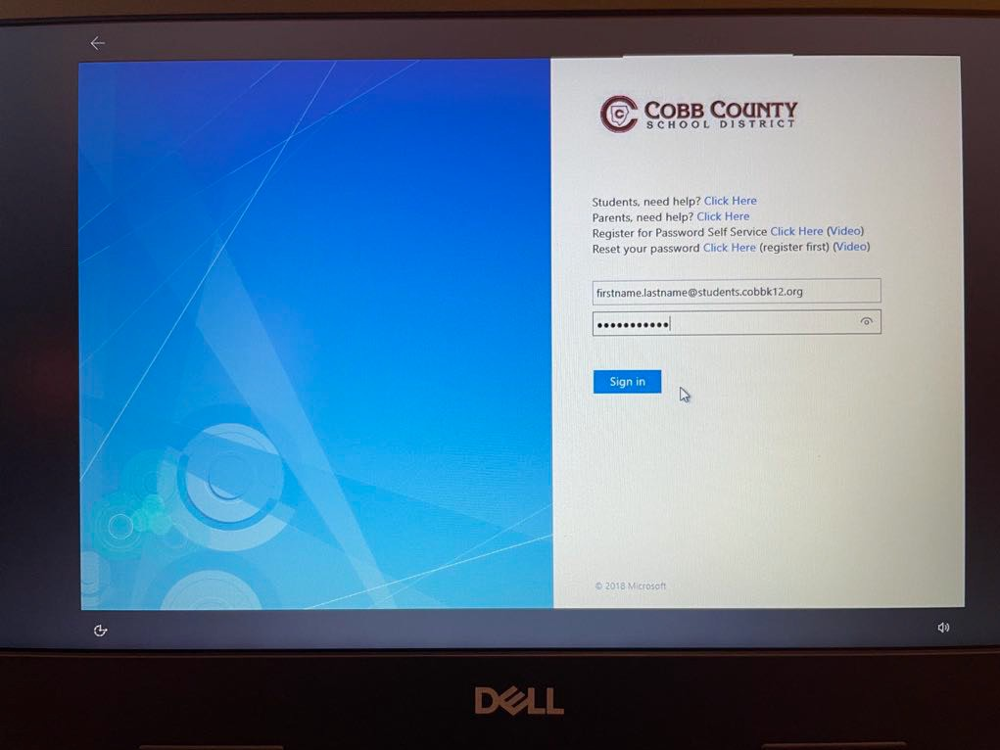 COBB COUNTY
SCHOOL DISTRICT
Students, need help? Click Here
Parents, need help? Click Here
Register for Password Self Service Click Here (Video)
Reset your password Click Here (register first) (Video)
firstname.lastname@students.cobbk12.org
Sign in
© 2018 Microsoft
DELL